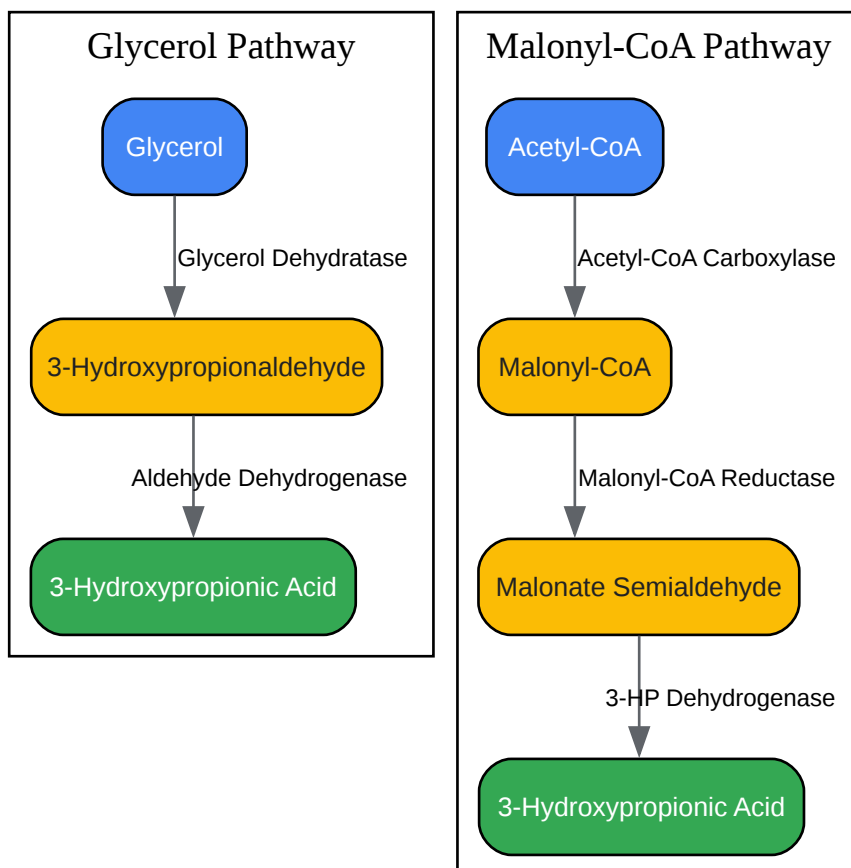 Glycerol Pathway
Glycerol
Glycerol Dehydratase
3-Hydroxypropionaldehyde
Aldehyde Dehydrogenase
3-Hydroxypropionic Acid
Malonyl-CoA Pathway
Acetyl-CoA
Acetyl-CoA Carboxylase
Malonyl-CoA
Malonyl-CoA Reductase
Malonate Semialdehyde
3-HP Dehydrogenase
3-Hydroxypropionic Acid